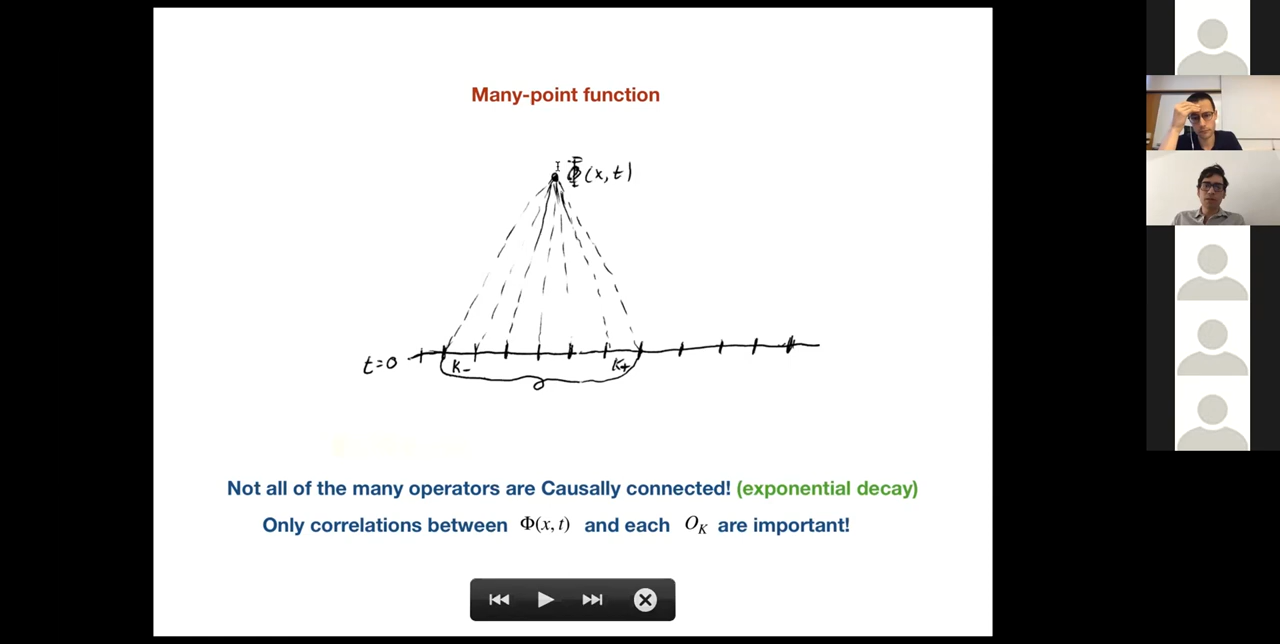 Many-point function
Φ(x,t)
t=0
K₋
K₊
Not all of the many operators are Causally connected! (exponential decay)
Only correlations between Φ(x, t) and each O_K are important!